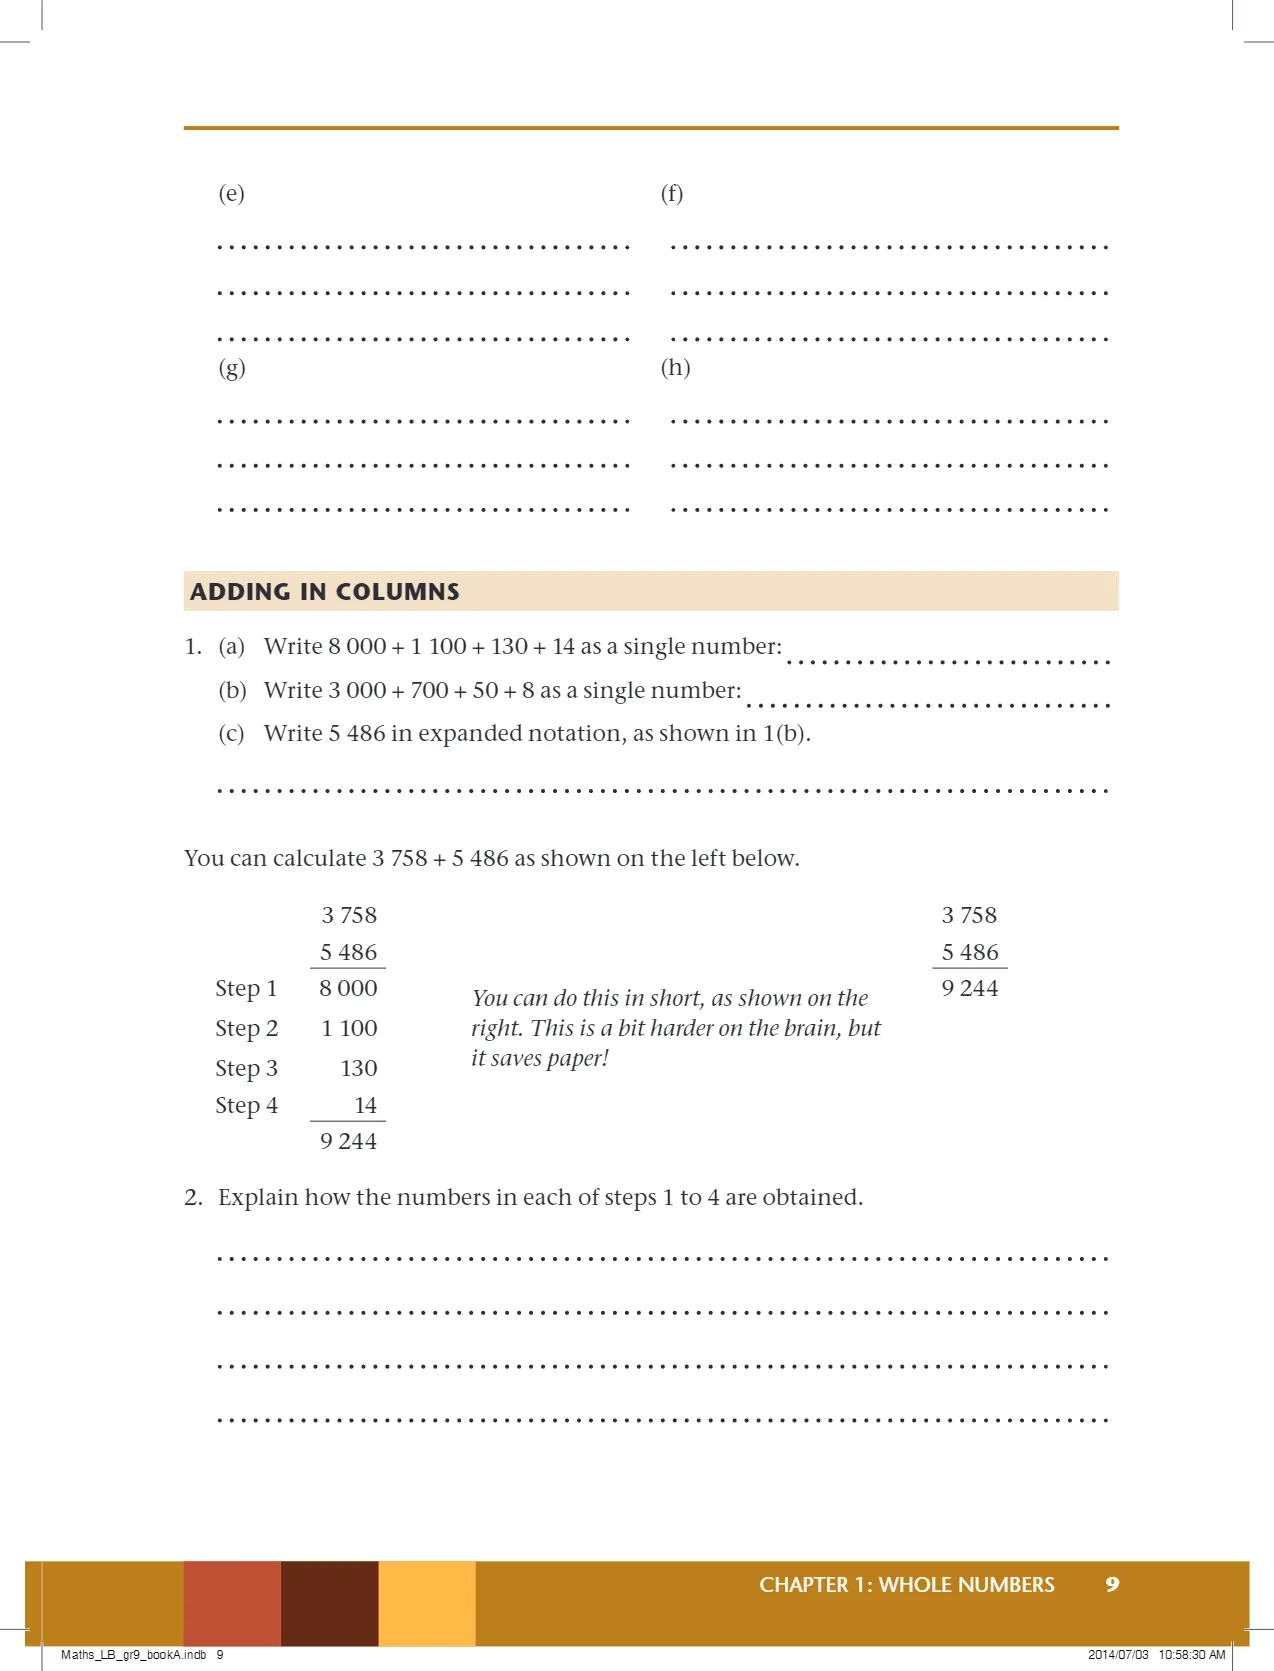 (e) (f)
(g) (h)
ADDING IN COLUMNS
1. (a) Write 8 000 + 1 100 + 130 + 14 as a single number:
(b) Write 3 000 + 700 + 50 + 8 as a single number:
(c) Write 5 486 in expanded notation, as shown in 1(b).
You can calculate 3 758 + 5 486 as shown on the left below.
3 758
5 486
Step 1 8 000
Step 2 1 100
Step 3 130
Step 4 14
9 244
You can do this in short, as shown on the
right. This is a bit harder on the brain, but
it saves paper!
3 758
5 486
9 244
2. Explain how the numbers in each of steps 1 to 4 are obtained.
CHAPTER 1: WHOLE NUMBERS 9
Maths_LB_gr9_bookA.indb 9 2014/07/03 10:58:30 AM